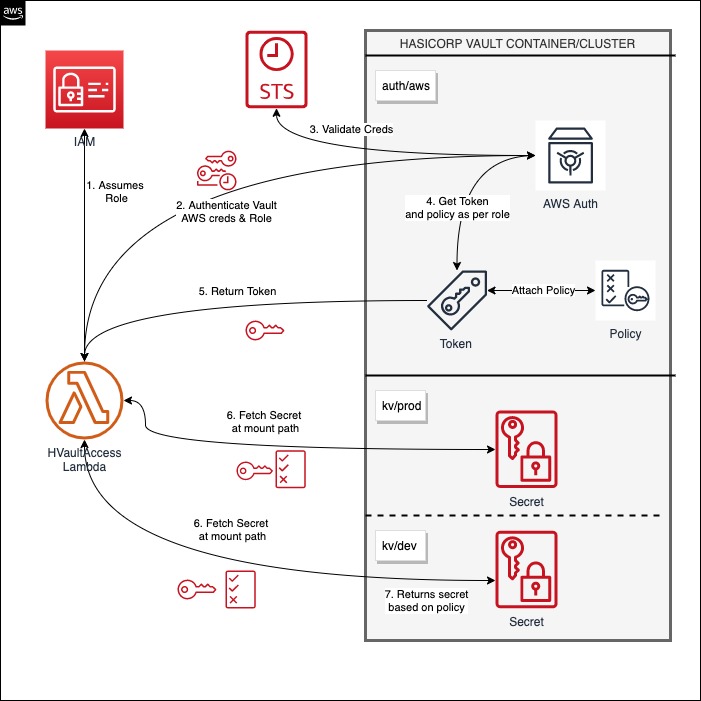 aws
HASICORP VAULT CONTAINER/CLUSTER
auth/aws
STS
IAM
3. Validate Creds
1. Assumes
Role
2. Authenticate Vault
AWS creds & Role
4. Get Token
and policy as per role
AWS Auth
5. Return Token
Attach Policy
Token
Policy
kv/prod
6. Fetch Secret
at mount path
HVaultAccess
Lambda
Secret
6. Fetch Secret
at mount path
kv/dev
7. Returns secret
based on policy
Secret